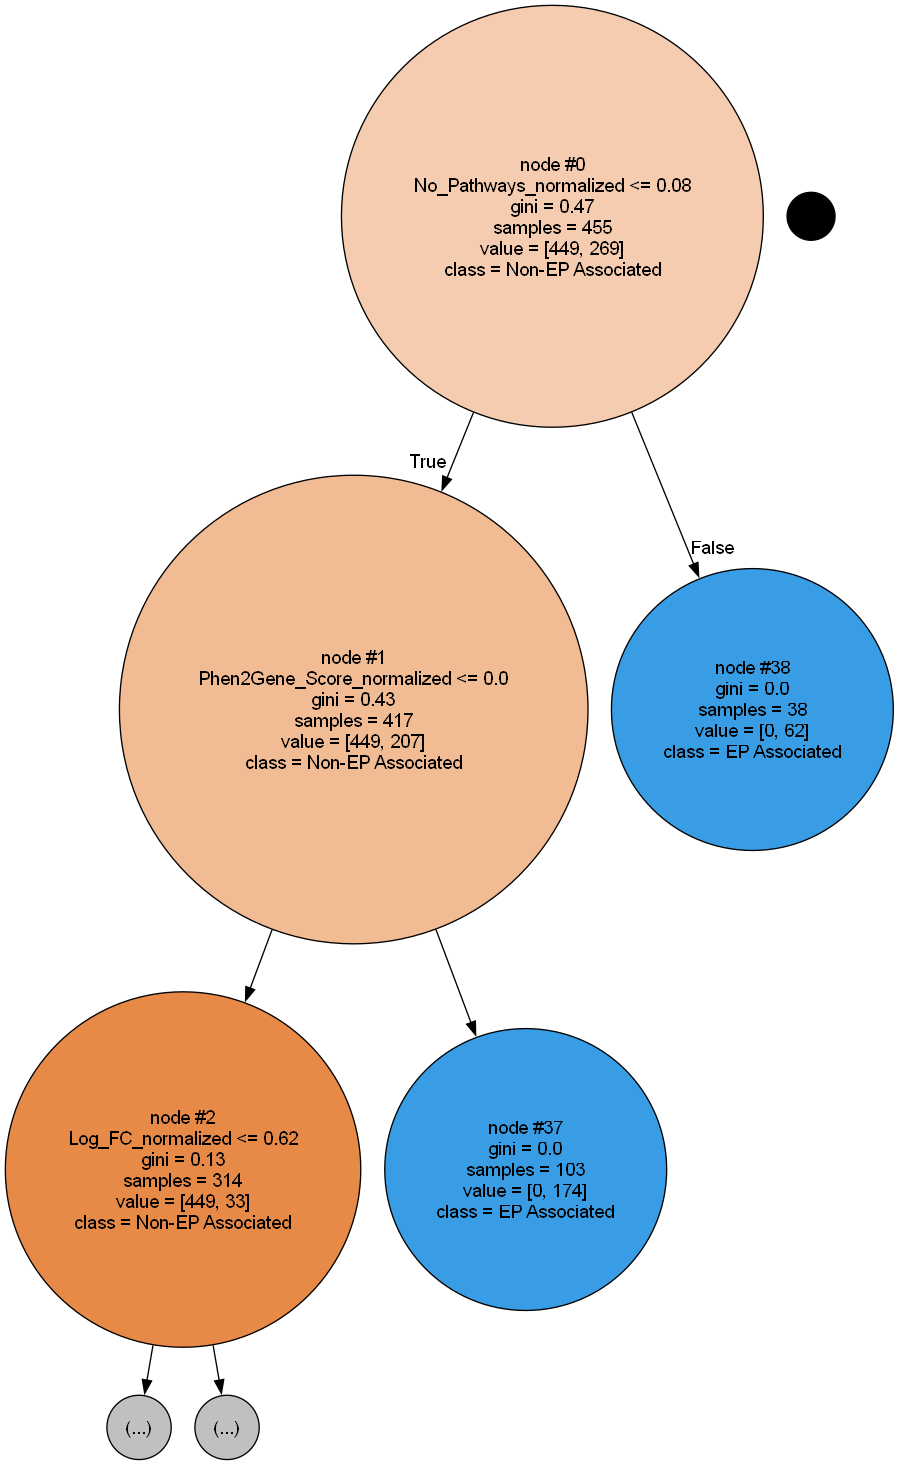 node #0
No_Pathways_normalized <= 0.08
gini = 0.47
samples = 455
value = [449, 269]
class = Non-EP Associated
True
False
node #1
Phen2Gene_Score_normalized <= 0.0
gini = 0.43
samples = 417
value = [449, 207]
class = Non-EP Associated
node #38
gini = 0.0
samples = 38
value = [0, 62]
class = EP Associated
node #2
Log_FC_normalized <= 0.62
gini = 0.13
samples = 314
value = [449, 33]
class = Non-EP Associated
node #37
gini = 0.0
samples = 103
value = [0, 174]
class = EP Associated
(...)
(...)